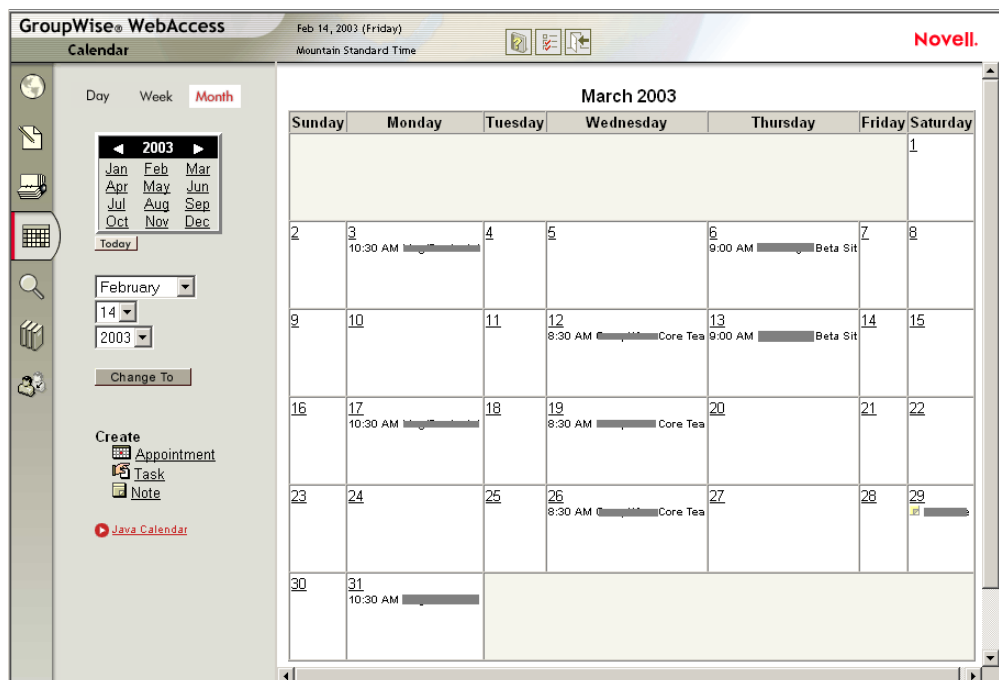 GroupWise® WebAccess
Calendar
Feb 14, 2003 (Friday)
Mountain Standard Time
Novell.
Day Week Month
2003
Jan Feb Mar
Apr May Jun
Jul Aug Sep
Oct Nov Dec
Today
February
14
2003
Change To
Create
Appointment
Task
Note
Java Calendar
March 2003
Sunday Monday Tuesday Wednesday Thursday Friday Saturday
1
2 3 4 5 6 7 8
10:30 AM 9:00 AM Beta Sit
9 10 11 12 13 14 15
8:30 AM Core Tea 9:00 AM Beta Sit
16 17 18 19 20 21 22
10:30 AM 8:30 AM Core Tea
23 24 25 26 27 28 29
8:30 AM Core Tea
30 31
10:30 AM